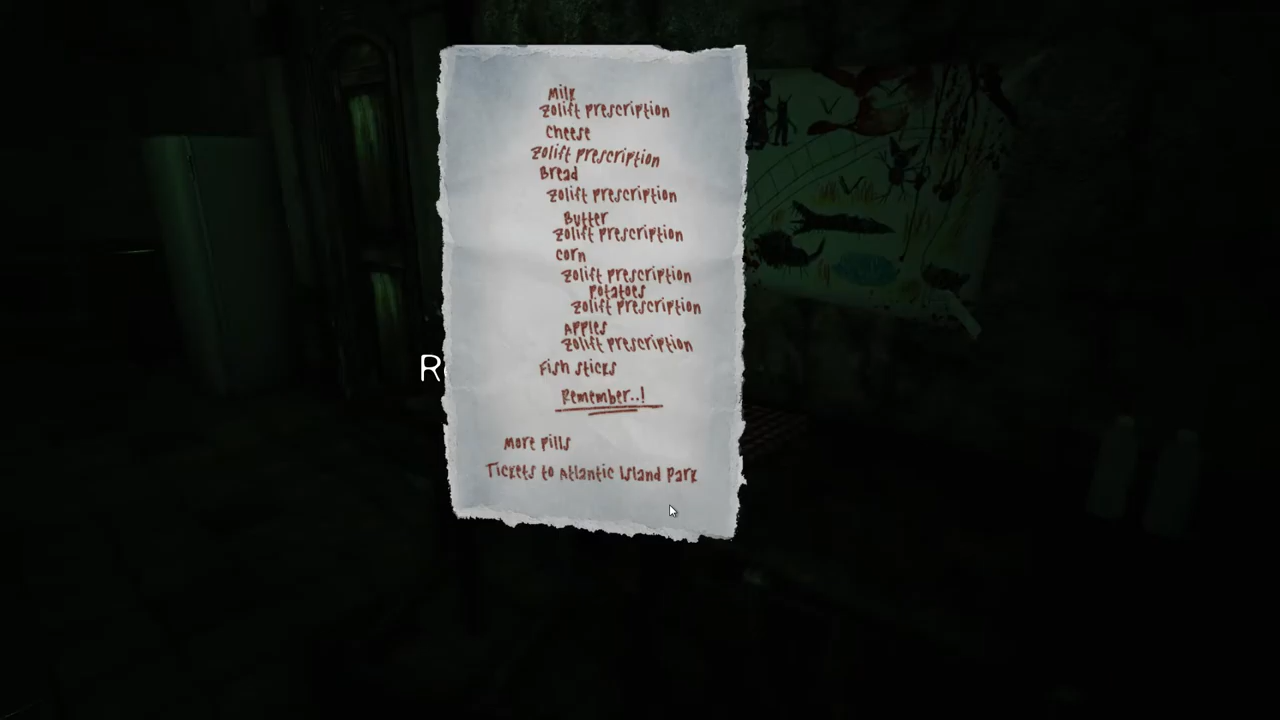 Milk
Zolift prescription
Cheese
Zolift prescription
Bread
Zolift prescription
Butter
Zolift prescription
Corn
Zolift prescription
Potatoes
Zolift prescription
Apples
Zolift prescription
Fish sticks
R
Remember..!
More pills
Tickets to Atlantic Island Park